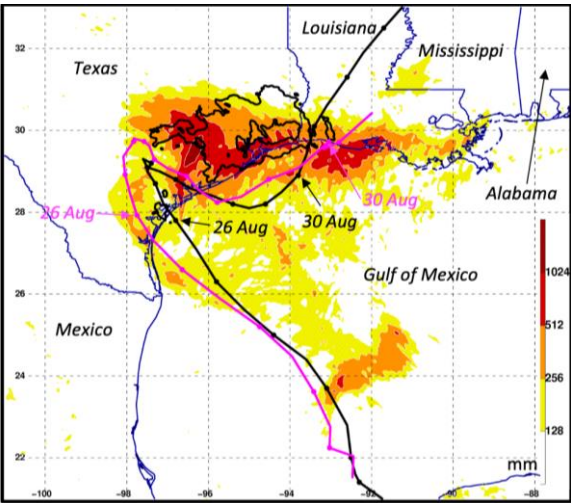 Louisiana
32
Mississippi
Texas
1024
30
Alabama
26 Aug
30 Aug
28
26 Aug
30 Aug
Gulf of Mexico
26
512
Mexico
24
256
128
22
mm
-100
-98
-96
-94
-92
-90
-88